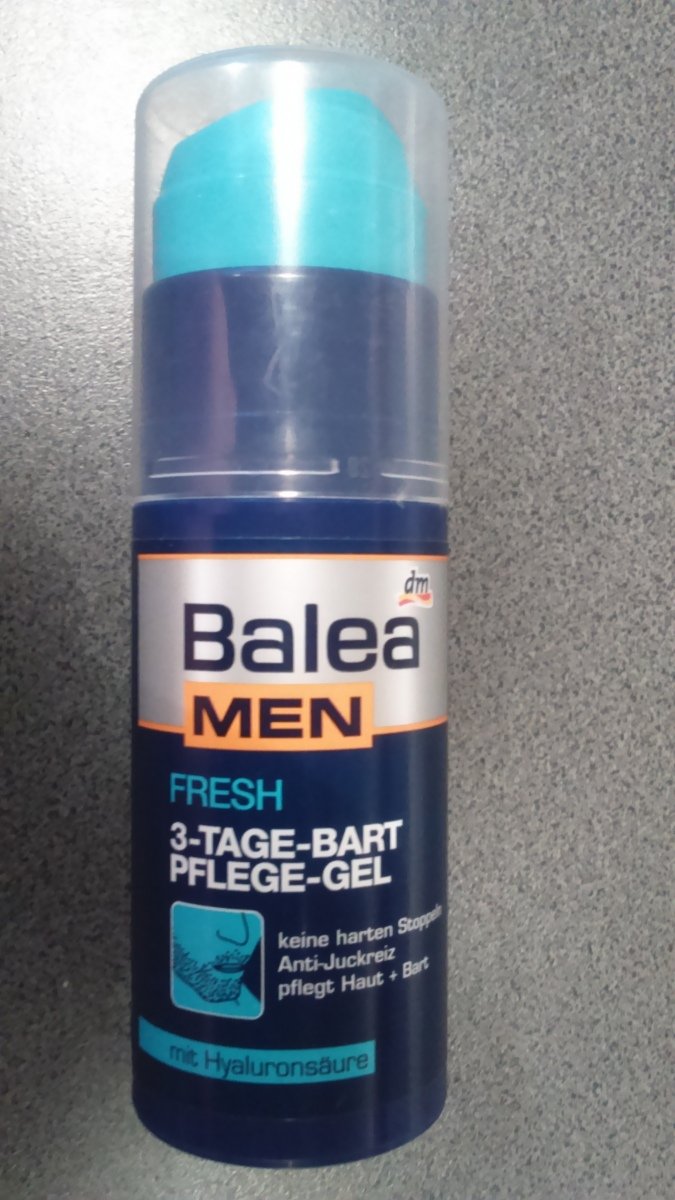 dm
Balea
MEN
FRESH
3-TAGE-BART
PFLEGE-GEL
keine harten Stoppeln
Anti-Juckreiz
pflegt Haut + Bart
mit Hyaluronsäure